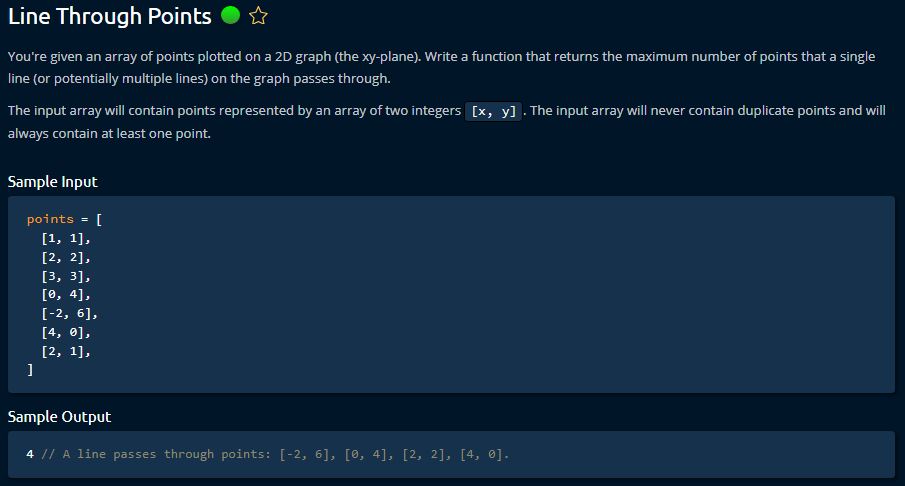 Line Through Points
You're given an array of points plotted on a 2D graph (the xy-plane). Write a function that returns the maximum number of points that a single
line (or potentially multiple lines) on the graph passes through.
The input array will contain points represented by an array of two integers [x, y] . The input array will never contain duplicate points and will
always contain at least one point.
Sample Input
points = [
[1, 1],
[2, 2],
[3, 3],
[0, 4],
[-2, 6],
[4, 0],
[2, 1],
]
Sample Output
4 // A line passes through points: [-2, 6], [0, 4], [2, 2], [4, 0].